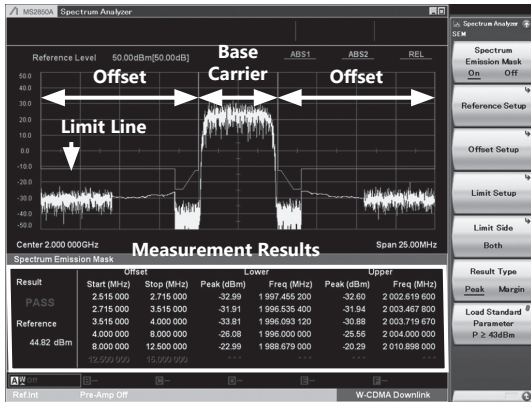 MS2850A Spectrum Analyzer
Spectrum Analyzer
SEM
Reference Level 50.00dBm[50.00dB] ABS1 ABS2 REL
Base Carrier
Offset
Offset
Limit Line
50.0
40.0
30.0
20.0
10.0
0.0
-10.0
-20.0
-30.0
-40.0
-50.0
Center 2.000 000GHz
Span 25.00MHz
Measurement Results
Spectrum Emission Mask
Offset Lower Upper
Result Start (MHz) Stop (MHz) Peak (dBm) Freq (MHz) Peak (dBm) Freq (MHz)
PASS
Reference
44.82 dBm
2.515 000 2.715 000 -32.99 1 997.455 200 -32.60 2 002.619 600
2.715 000 3.515 000 -31.91 1 996.535 400 -31.94 2 003.467 800
3.515 000 4.000 000 -33.81 1 996.093 120 -30.88 2 003.719 670
4.000 000 8.000 000 -26.08 1 996.000 000 -25.56 2 004.000 000
8.000 000 12.500 000 -22.99 1 988.679 000 -20.29 2 010.898 000
12.500 000 15.000 000 *** *** *** ***
Off
Ref.Int Pre-Amp Off W-CDMA Downlink
Spectrum
Emission Mask
On Off
Reference Setup
Offset Setup
Limit Setup
Limit Side
Both
Result Type
Peak Margin
Load Standard
Parameter
P ≥ 43dBm